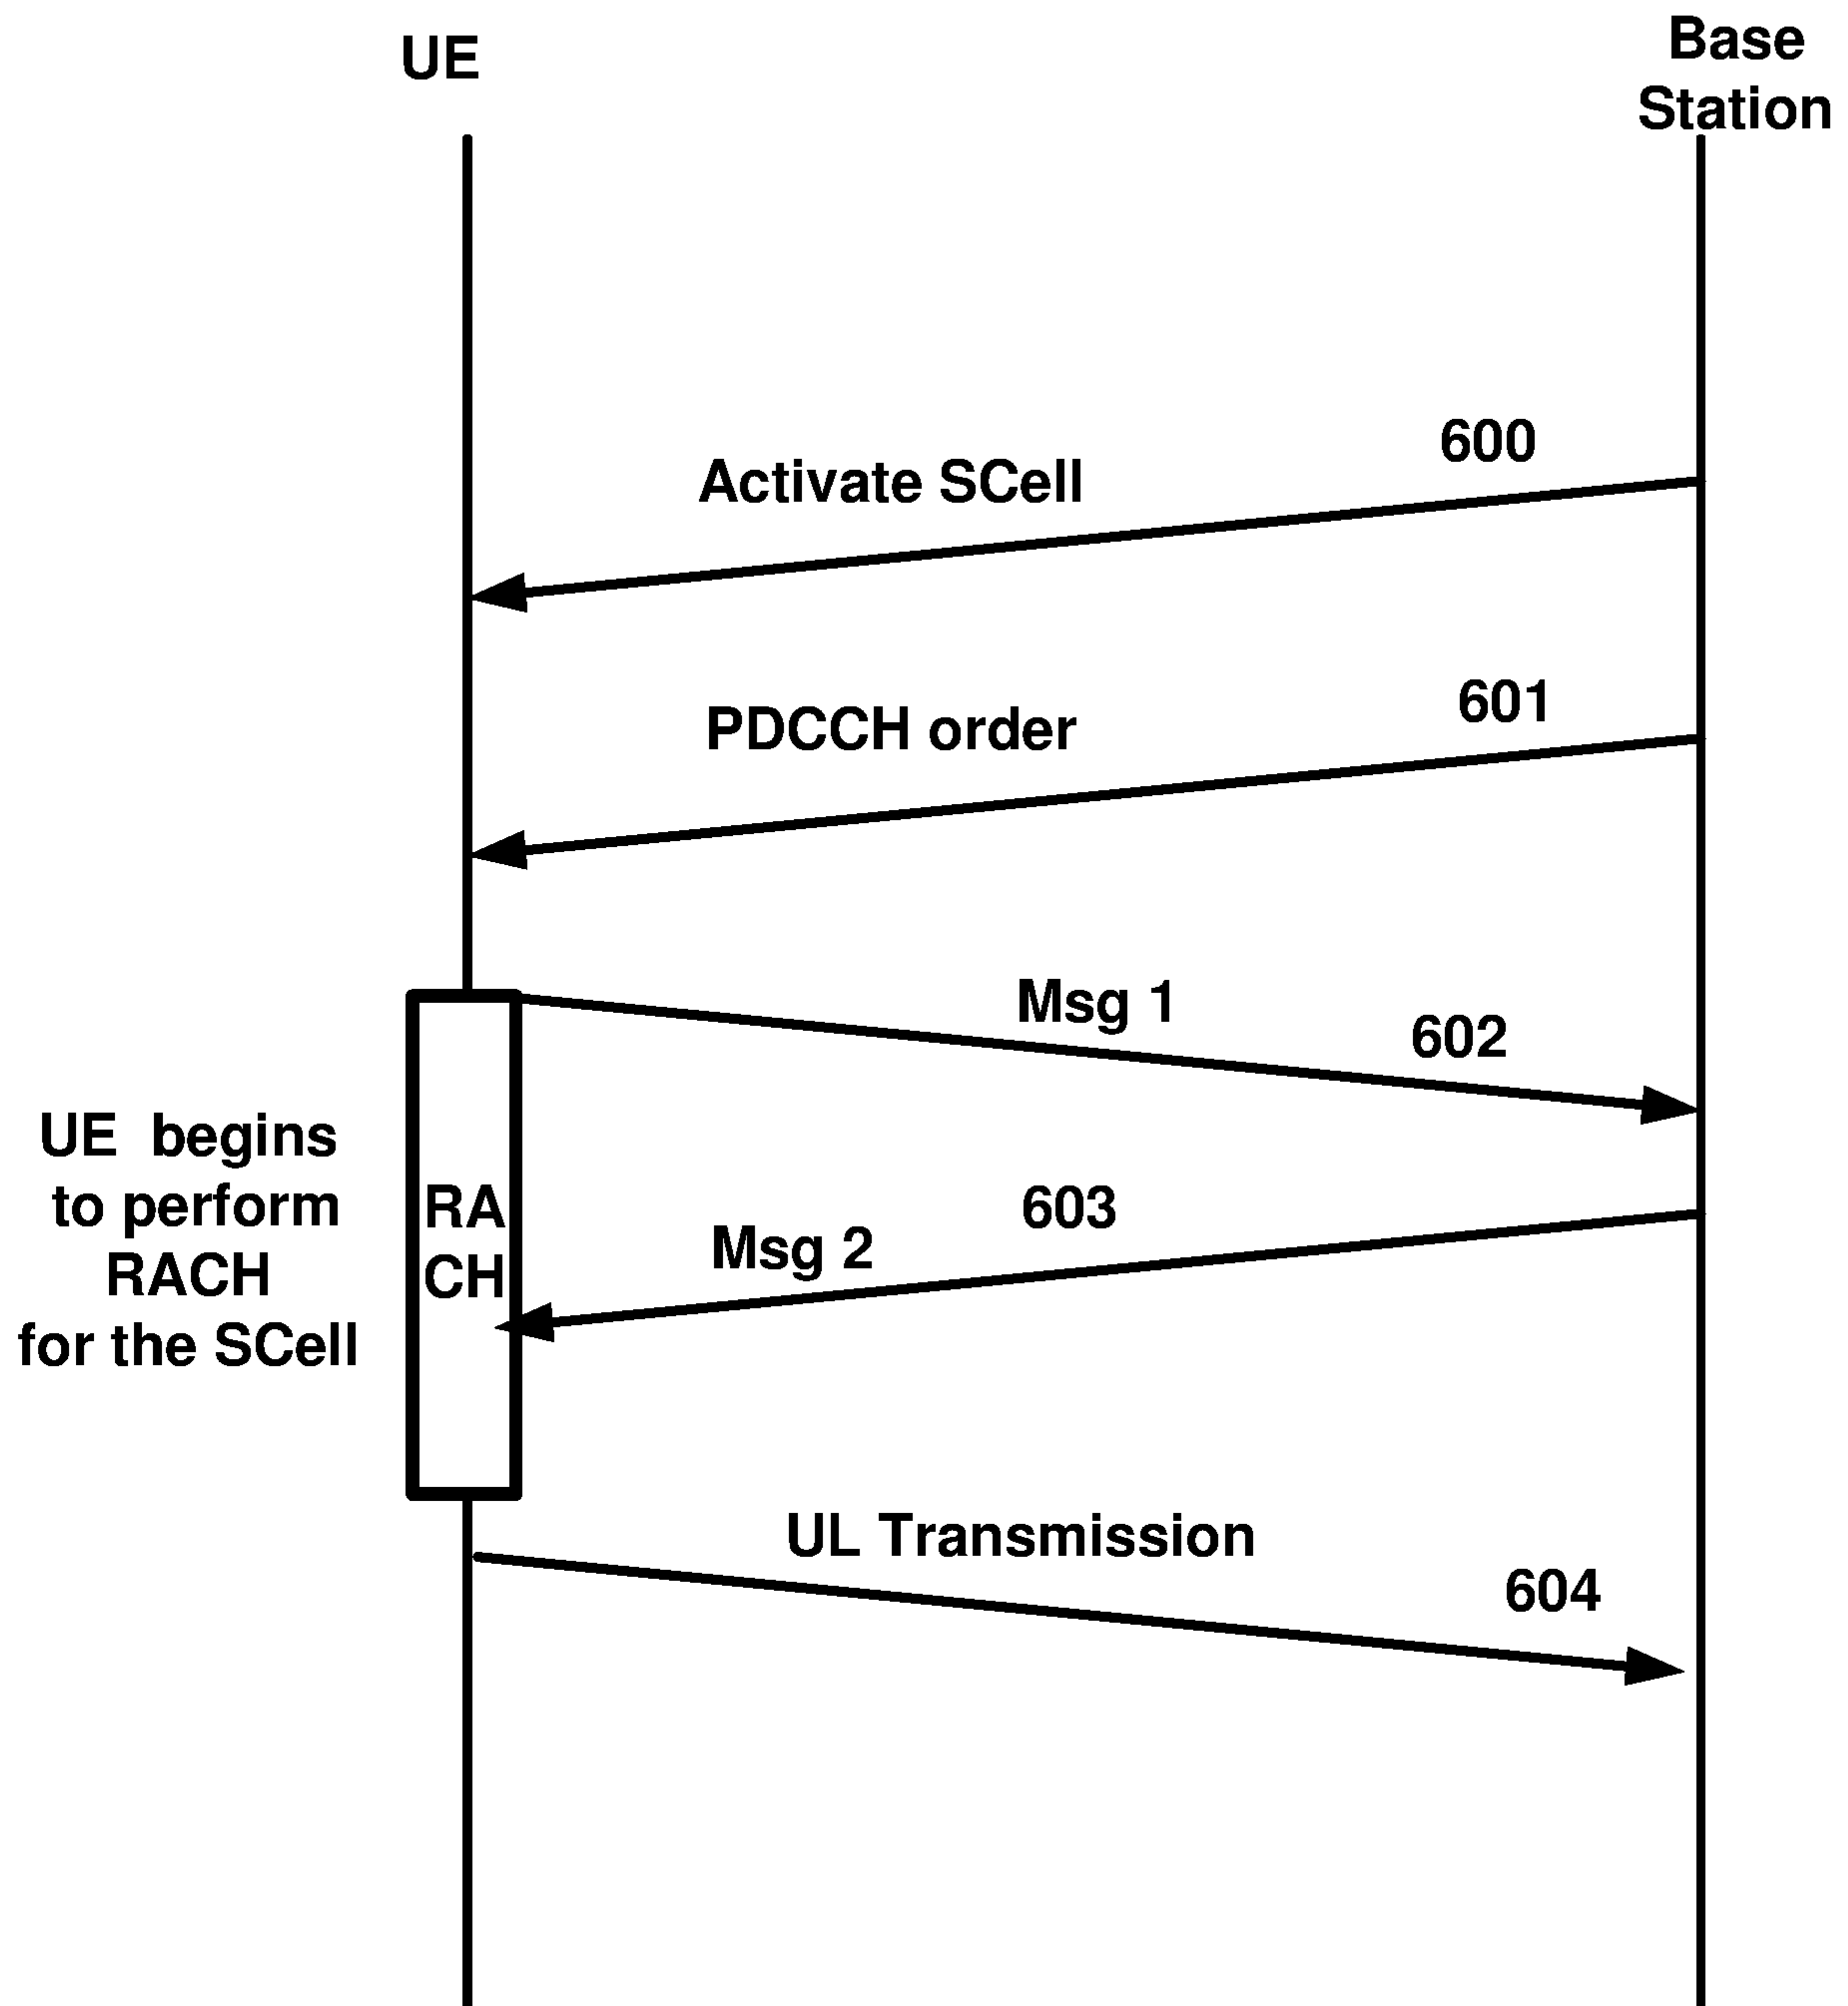 UE
Base
Station
600
Activate SCell
601
PDCCH order
Msg 1
602
UE begins
to perform
RACH
for the SCell
RA
CH
603
Msg 2
UL Transmission
604